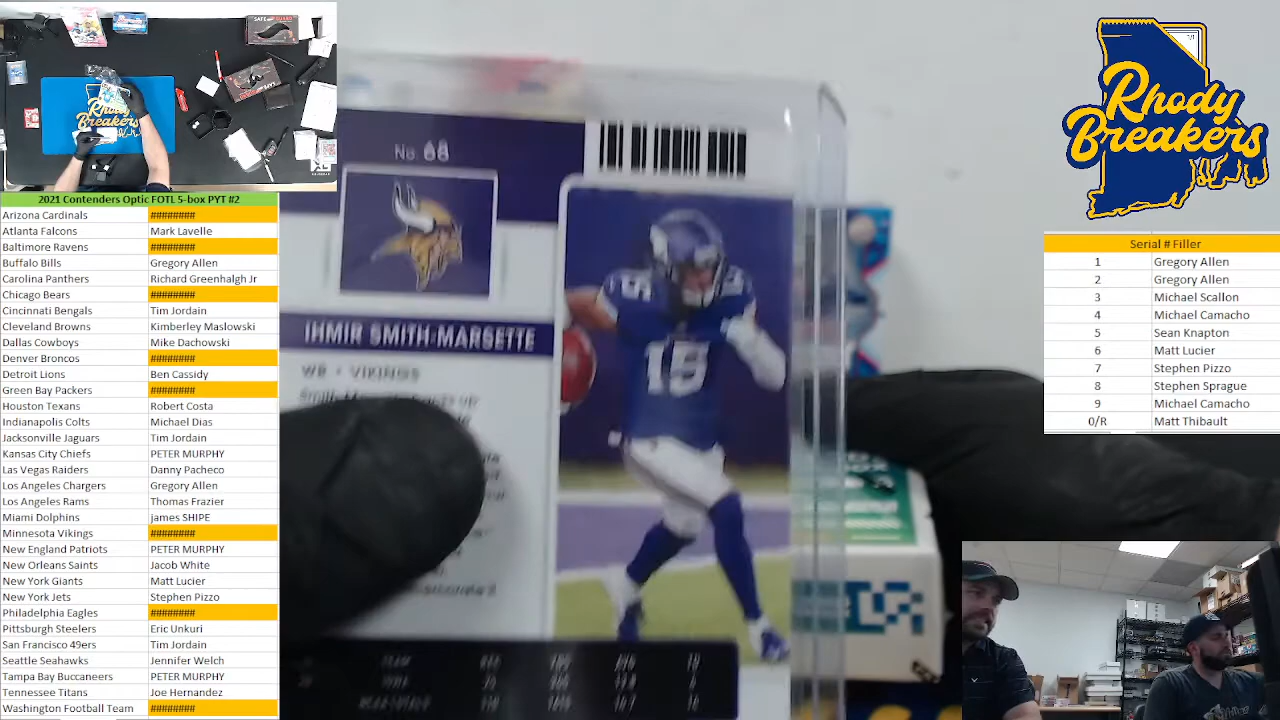 2021 Contenders Optic FOTL 5-box PYT #2
Arizona Cardinals ########
Atlanta Falcons Mark Lavelle
Baltimore Ravens ########
Buffalo Bills Gregory Allen
Carolina Panthers Richard Greenhalgh Jr
Chicago Bears ########
Cincinnati Bengals Tim Jordain
Cleveland Browns Kimberley Maslowski
Dallas Cowboys Mike Dachowski
Denver Broncos ########
Detroit Lions Ben Cassidy
Green Bay Packers ########
Houston Texans Robert Costa
Indianapolis Colts Michael Dias
Jacksonville Jaguars Tim Jordain
Kansas City Chiefs PETER MURPHY
Las Vegas Raiders Danny Pacheco
Los Angeles Chargers Gregory Allen
Los Angeles Rams Thomas Frazier
Miami Dolphins james SHIPE
Minnesota Vikings ########
New England Patriots PETER MURPHY
New Orleans Saints Jacob White
New York Giants Matt Lucier
New York Jets Stephen Pizzo
Philadelphia Eagles ########
Pittsburgh Steelers Eric Unkuri
San Francisco 49ers Tim Jordain
Seattle Seahawks Jennifer Welch
Tampa Bay Buccaneers PETER MURPHY
Tennessee Titans Joe Hernandez
Washington Football Team ########
No. 68
IHMIR SMITH-MARSETTE
WR • VIKINGS
15
Rhody
Breakers
Serial # Filler
1 Gregory Allen
2 Gregory Allen
3 Michael Scallon
4 Michael Camacho
5 Sean Knapton
6 Matt Lucier
7 Stephen Pizzo
8 Stephen Sprague
9 Michael Camacho
0/R Matt Thibault